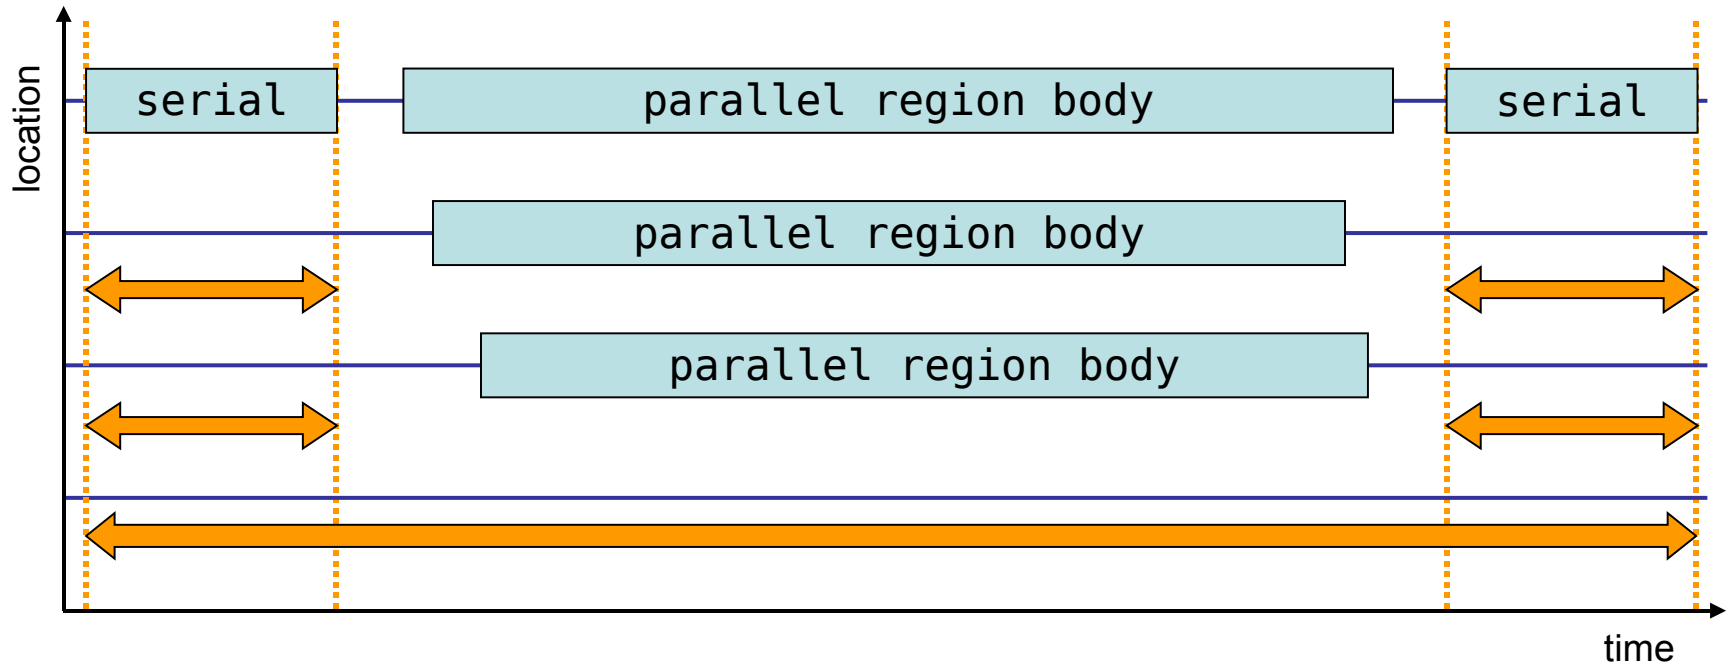 location
serial
parallel region body
serial
parallel region body
parallel region body
time